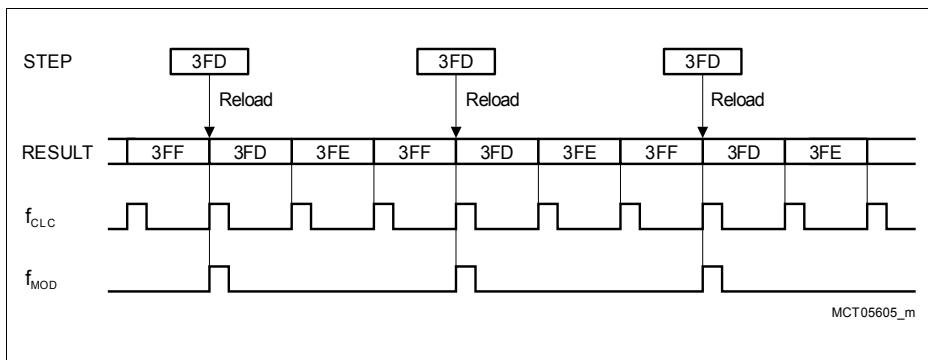 STEP 3FD 3FD 3FD
Reload Reload Reload
RESULT 3FF 3FD 3FE 3FF 3FD 3FE 3FF 3FD 3FE
fCLC
fMOD
MCT05605_m